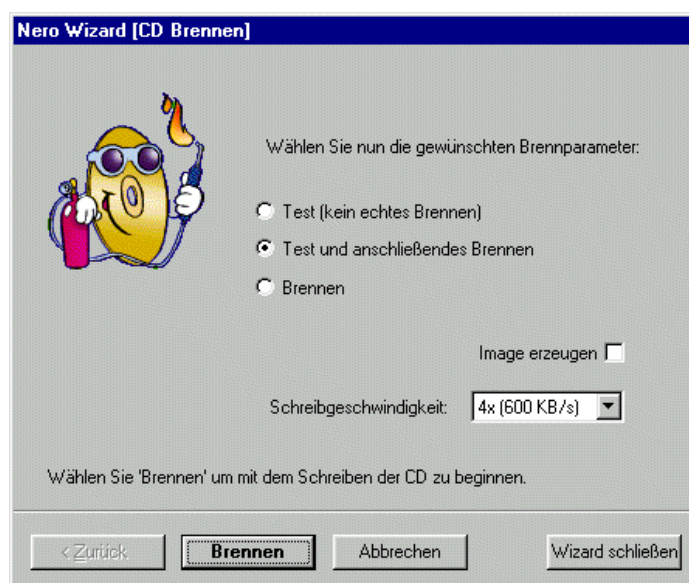 Nero Wizard [CD Brennen]
Wählen Sie nun die gewünschten Brennparameter:
Test (kein echtes Brennen)
Test und anschließendes Brennen
Brennen
Image erzeugen
Schreibgeschwindigkeit: 4x (600 KB/s)
Wählen Sie 'Brennen' um mit dem Schreiben der CD zu beginnen.
< Zurück Brennen Abbrechen Wizard schließen